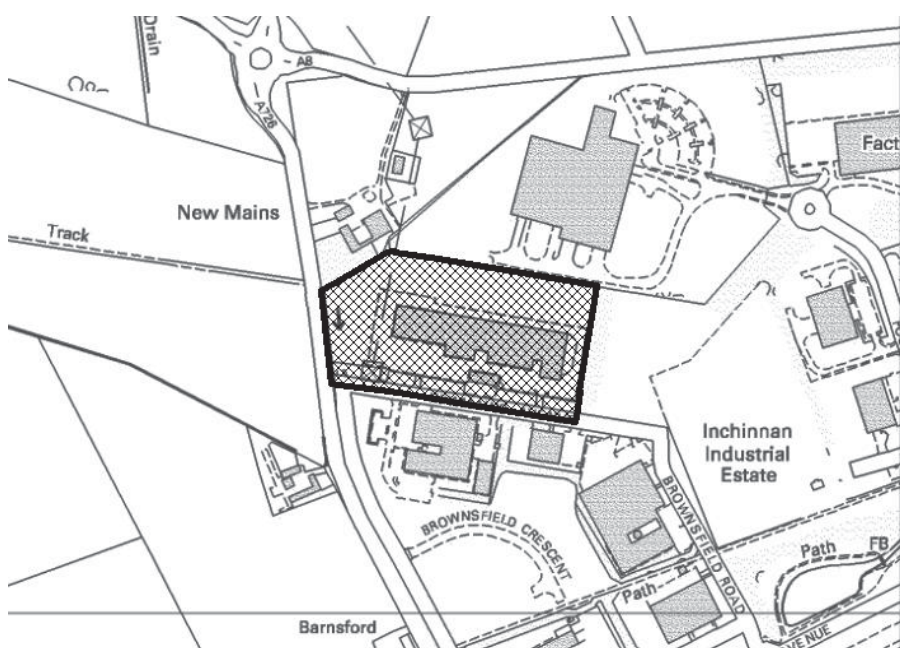 Drain
A8
A726
Fact
New Mains
Track
Inchinnan
Industrial
Estate
BROWNSFIELD CRESCENT
BROWNSFIELD ROAD
Path
FB
Path
Barnsford
VENUE